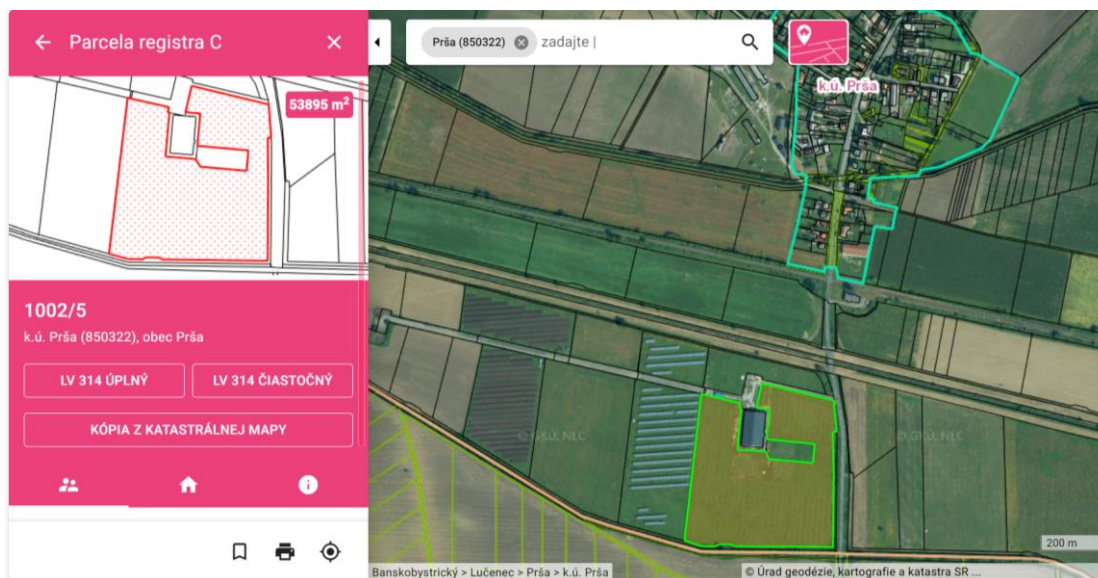 Parcela registra C
53895 m²
1002/5
k.ú. Prša (850322), obec Prša
LV 314 ÚPLNÝ
LV 314 ČIASTOČNÝ
KÓPIA Z KATASTRÁLNEJ MAPY
Prša (850322)
zadajte |
k.ú. Prša
© GKÚ, NLC
© GKÚ, NLC
200 m
Banskobystrický > Lučenec > Prša > k.ú. Prša
© Úrad geodézie, kartografie a katastra SR ...